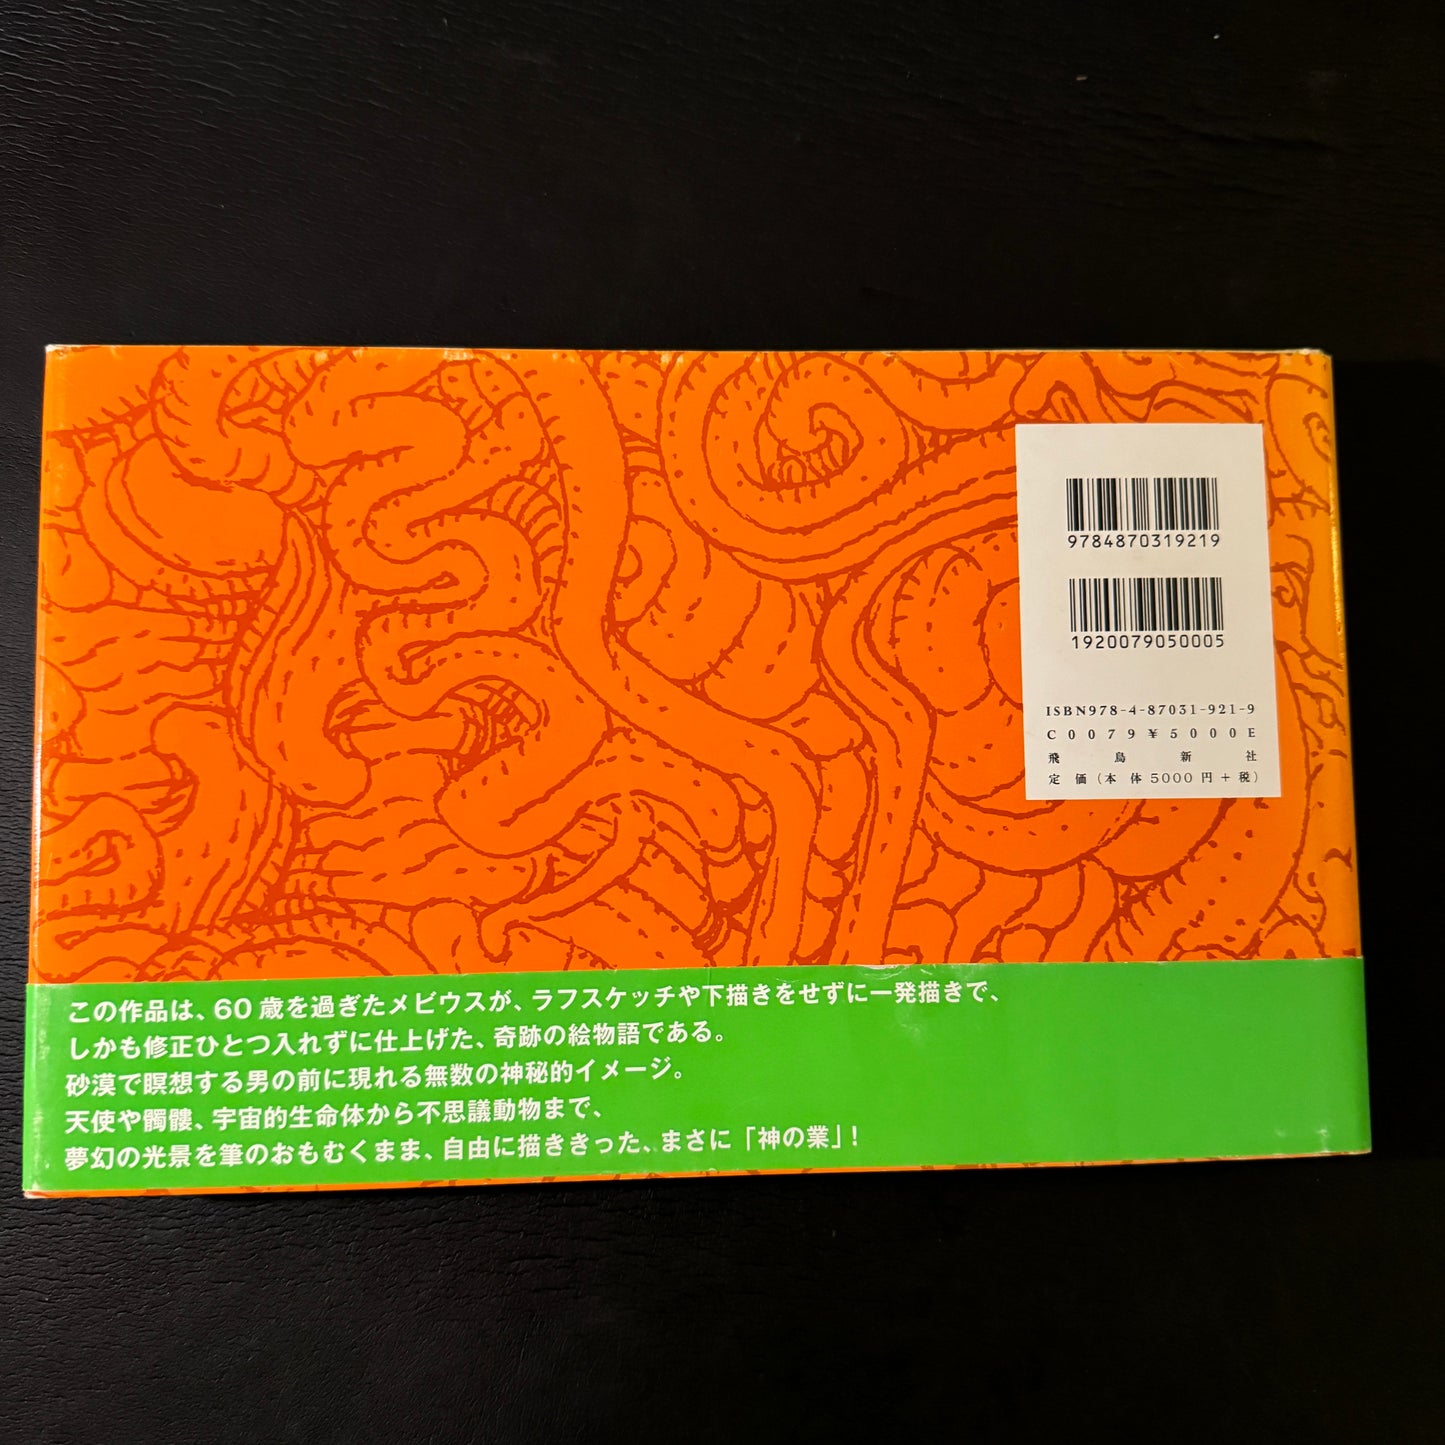 9784870319219
1920079050005
ISBN978-4-87031-921-9
C0079¥5000E
飛鳥新社
定価(本体5000円+税)
この作品は、60歳を過ぎたメビウスが、ラフスケッチや下描きをせずに一発描きで、
しかも修正ひとつ入れずに仕上げた、奇跡の絵物語である。
砂漠で瞑想する男の前に現れる無数の神秘的イメージ。
天使や髑髏、宇宙的生命体から不思議動物まで、
夢幻の光景を筆のおもむくまま、自由に描ききった、まさに「神の業」!